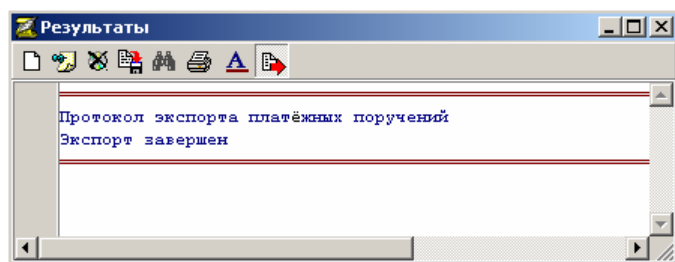 Результаты
Протокол экспорта платёжных поручений
Экспорт завершен